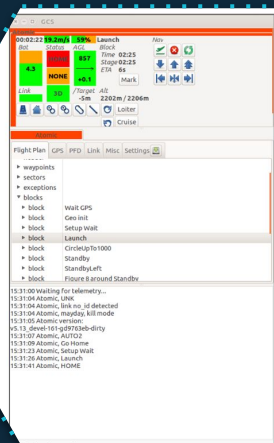 GCS
00:02:22 19.2m/s 59% Launch Nav
Bat Status AGL Block
Time 02:25
4.3 857 Stage 02:25
ETA 6s
NONE +0.1 Mark
Link 3D /Target Alt
-5m 2202m / 2206m
Loiter
Cruise
Flight Plan GPS PFD Link Misc Settings
waypoints
sectors
exceptions
blocks
block Wait GPS
block Geo init
block Setup Wait
block Launch
block CircleUpTo1000
block Standby
block StandbyLeft
block Figure 8 around Standby
15:31:00 Waiting for telemetry...
15:31:04 Atomic, UNK
15:31:04 Atomic, link no_id detected
15:31:04 Atomic, mayday, kill mode
15:31:05 Atomic version:
v5.13_devel-161-gd9763eb-dirty
15:31:07 Atomic, AUTO2
15:31:09 Atomic, Go Home
15:31:23 Atomic, Setup Wait
15:31:26 Atomic, Launch
15:31:41 Atomic, HOME